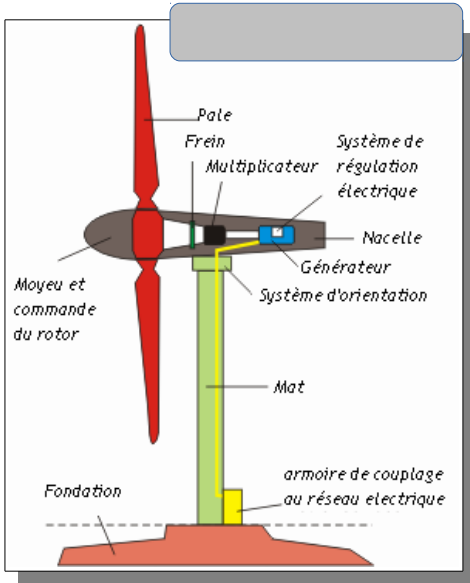 Pale
Frein
Multiplicateur
Système de
régulation
électrique
Nacelle
Générateur
Système d'orientation
Moyeu et
commande
du rotor
Mat
armoire de couplage
au réseau electrique
Fondation